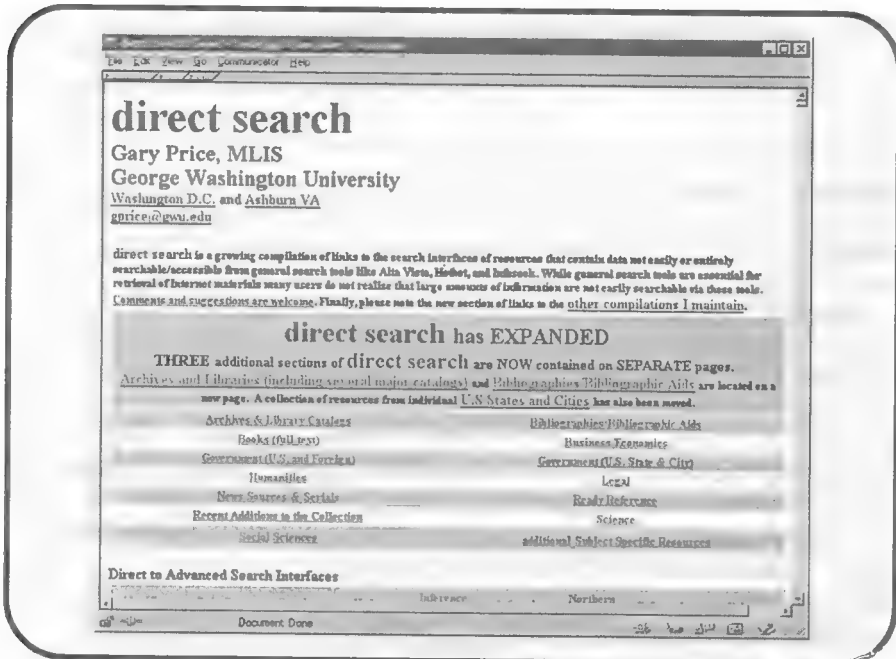 File Edit View Go Communicator Help
direct search
Gary Price, MLIS
George Washington University
Washington D.C. and Ashburn VA
gprice@gwu.edu
direct search is a growing compilation of links to the search interfaces of resources that contain data not easily or entirely
searchable/accessible from general search tools like Alta Vista, Hotbot, and Infoseek. While general search tools are essential for
retrieval of Internet materials many users do not realize that large amounts of information are not easily searchable via these tools.
Comments and suggestions are welcome. Finally, please note the new section of links to the other compilations I maintain.
direct search has EXPANDED
THREE additional sections of direct search are NOW contained on SEPARATE pages.
Archives and Libraries (including several major catalogs) and Bibliographies/Bibliographic Aids are located on a
new page. A collection of resources from individual U.S States and Cities has also been moved.
Archives & Library Catalogs Bibliographies/Bibliographic Aids
Books (full text) Business/Economics
Government (U.S. and Foreign) Government (U.S. State & City)
Humanities Legal
News Sources & Serials Ready Reference
Recent Additions to the Collection Science
Social Sciences additional Subject Specific Resources
Direct to Advanced Search Interfaces
Inference Northern
Document Done